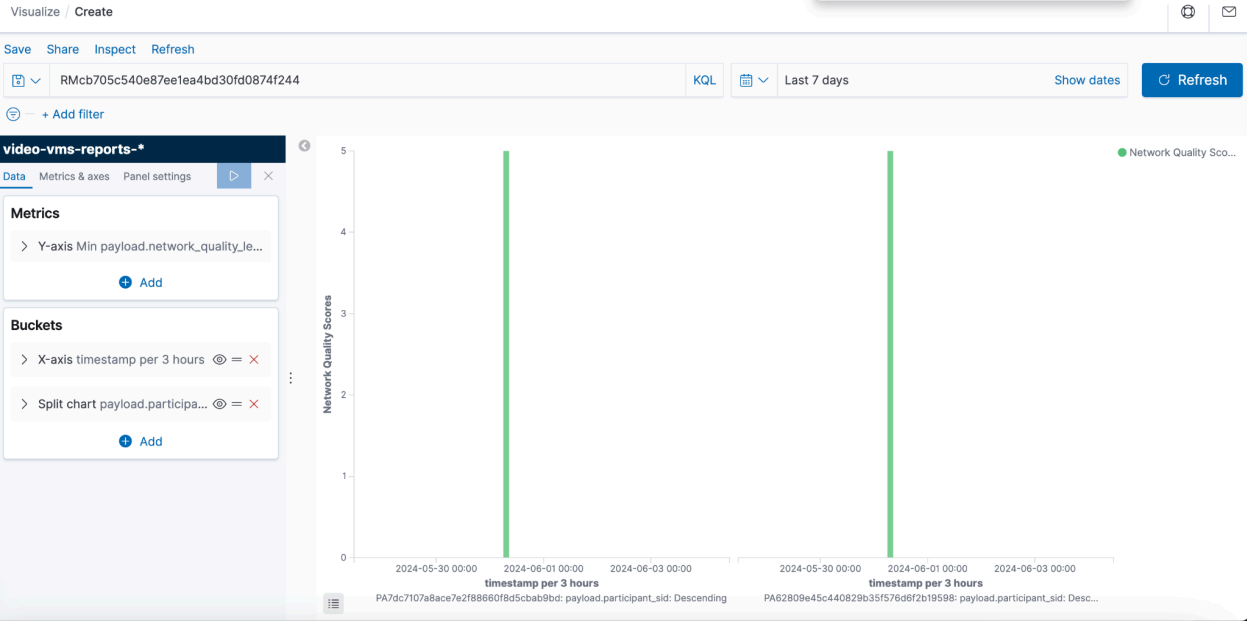 Visualize / Create
Save Share Inspect Refresh
RMcb705c540e87ee1ea4bd30fd0874f244 KQL Last 7 days Show dates Refresh
+ Add filter
video-vms-reports-*
Data Metrics & axes Panel settings
Metrics
Y-axis Min payload.network_quality_le...
Add
Buckets
X-axis timestamp per 3 hours
Split chart payload.participa...
Add
Network Quality Scores
5
4
3
2
1
0
2024-05-30 00:00 2024-06-01 00:00 2024-06-03 00:00
timestamp per 3 hours
PA7dc7107a8ace7e2f88660f8d5cbab9bd: payload.participant_sid: Descending
2024-05-30 00:00 2024-06-01 00:00 2024-06-03 00:00
timestamp per 3 hours
PA62809e45c440829b35f576d6f2b19598: payload.participant_sid: Desc...
Network Quality Sco...